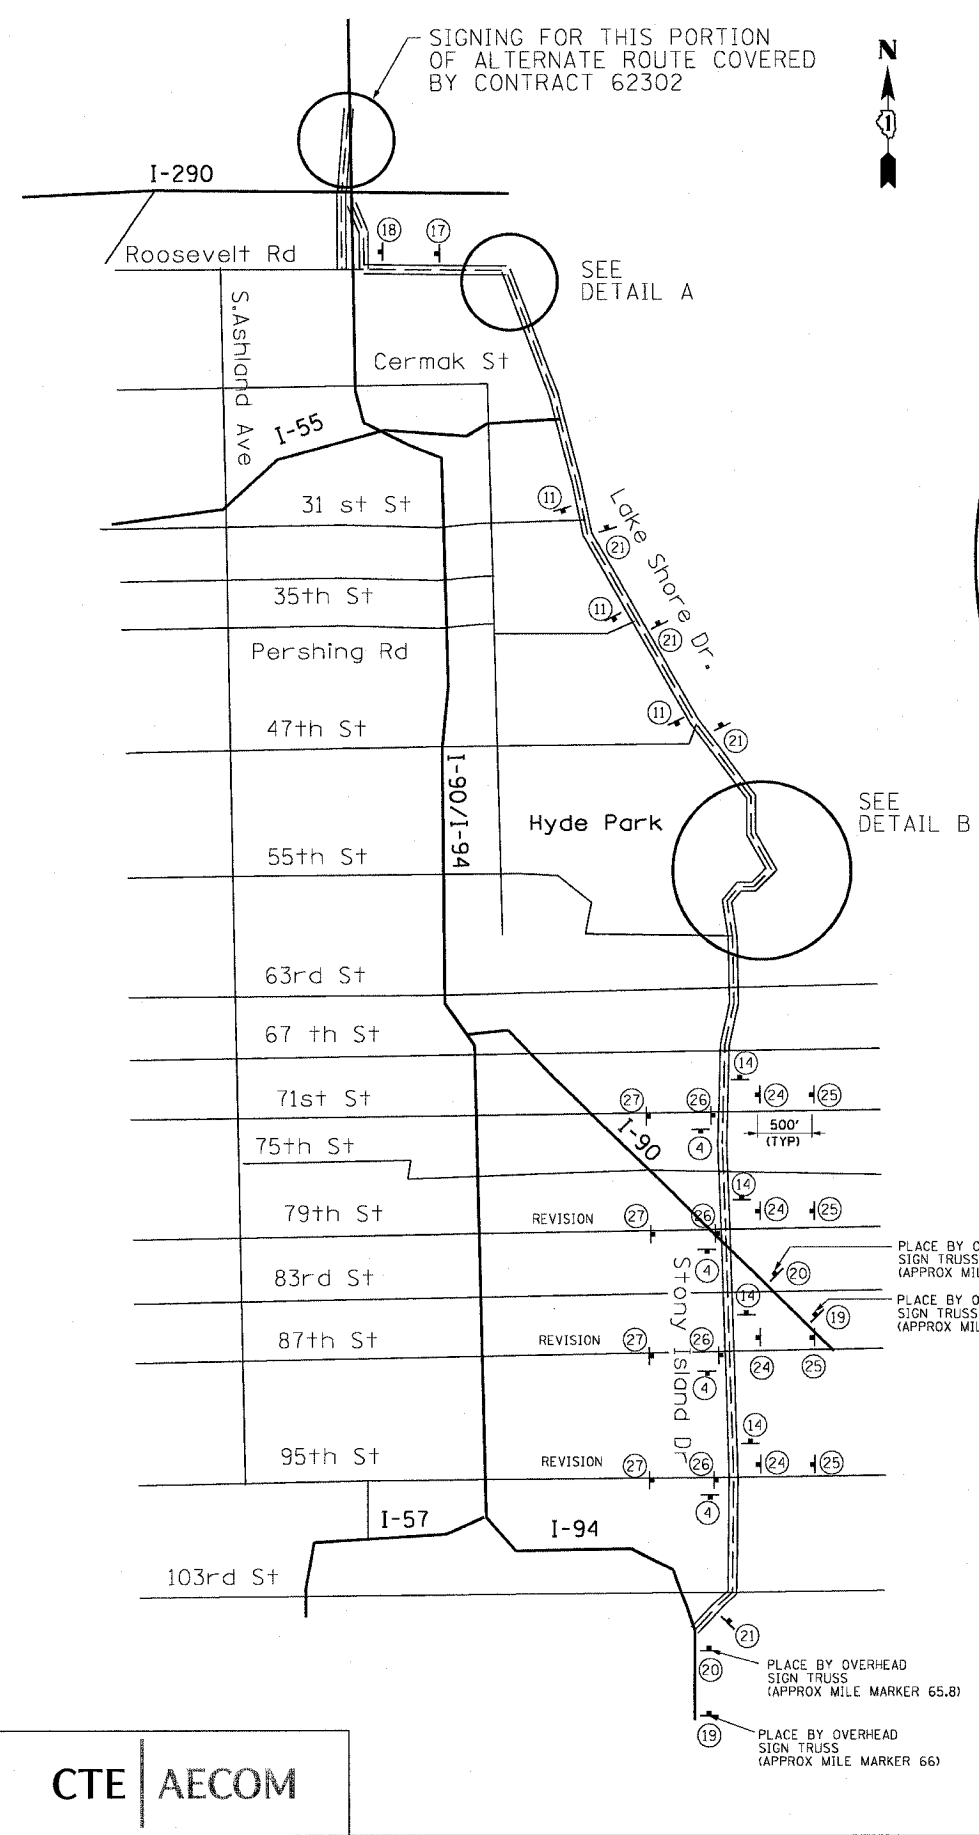 SIGNING FOR THIS PORTION
OF ALTERNATE ROUTE COVERED
BY CONTRACT 62302
N
1
I-290
18
17
Roosevelt Rd
SEE
DETAIL A
S.Ashland Ave
Cermak St
I-55
11
31 st St
Lake Shore Dr.
21
35th St
11
21
Pershing Rd
11
47th St
21
I-90/I-94
Hyde Park
SEE
DETAIL B
55th St
63rd St
67 th St
14
71st St
27
26
24
25
500'
(TYP)
I-90
4
75th St
14
79th St
REVISION
27
26
24
25
PLACE BY
SIGN TRUSS
(APPROX
4
20
83rd St
Stony Island Dr
14
PLACE BY
SIGN TRUSS
(APPROX
19
87th St
REVISION
27
26
24
25
4
14
95th St
REVISION
27
26
24
25
4
I-57
I-94
103rd St
21
20
PLACE BY OVERHEAD
SIGN TRUSS
(APPROX MILE MARKER 65.8)
19
PLACE BY OVERHEAD
SIGN TRUSS
(APPROX MILE MARKER 66)
CTE AECOM